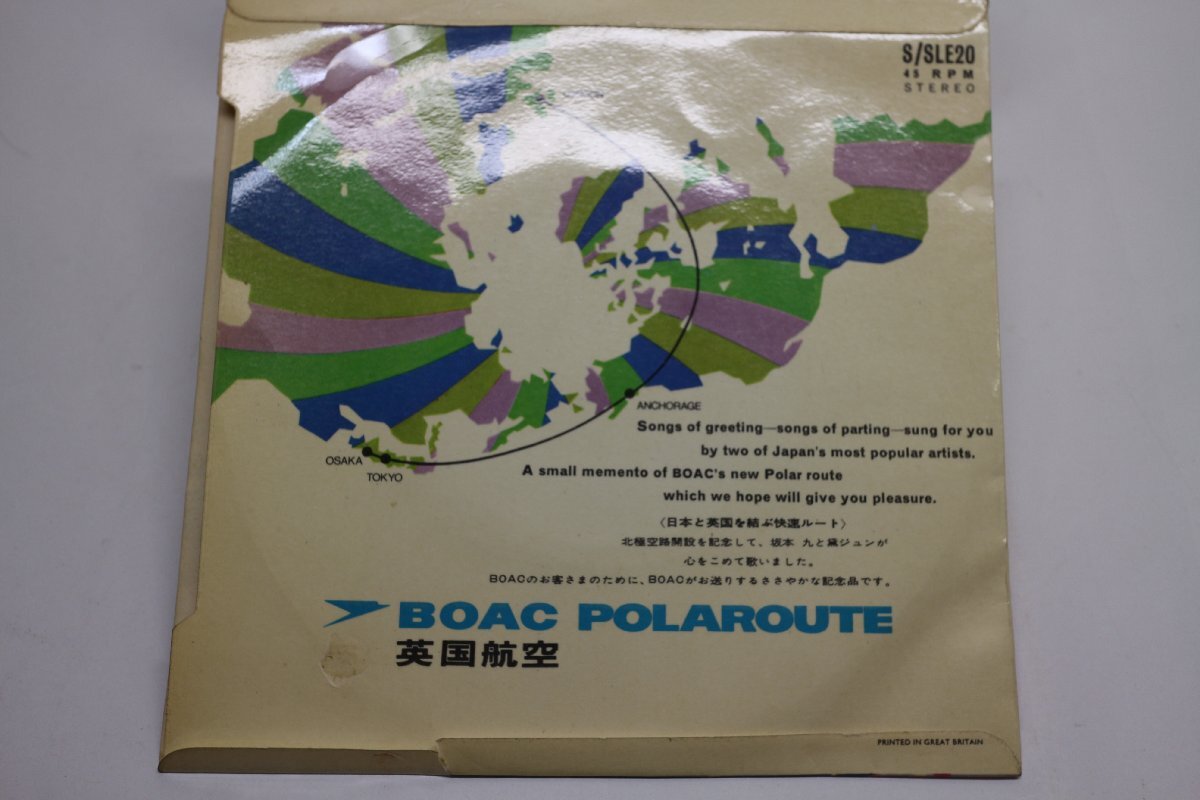 S/SLE20
45 RPM
STEREO
ANCHORAGE
OSAKA
TOKYO
Songs of greeting—songs of parting—sung for you
by two of Japan's most popular artists.
A small memento of BOAC's new Polar route
which we hope will give you pleasure.
〈日本と英国を結ぶ快速ルート〉
北極空路開設を記念して、坂本 九と黛ジュンが
心をこめて歌いました。
BOACのお客さまのために、BOACがお送りするささやかな記念品です。
BOAC POLAROUTE
英国航空
PRINTED IN GREAT BRITAIN